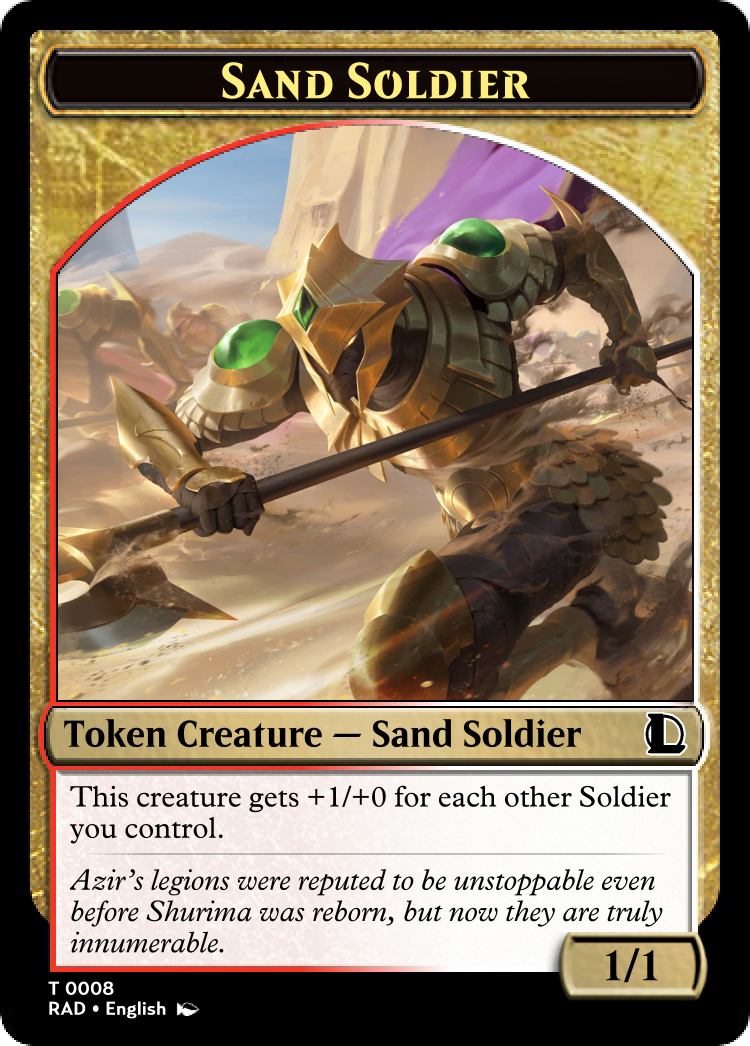 Sand Soldier
Token Creature — Sand Soldier
This creature gets +1/+0 for each other Soldier
you control.
Azir's legions were reputed to be unstoppable even
before Shurima was reborn, but now they are truly
innumerable.
1/1
T 0008
RAD • English